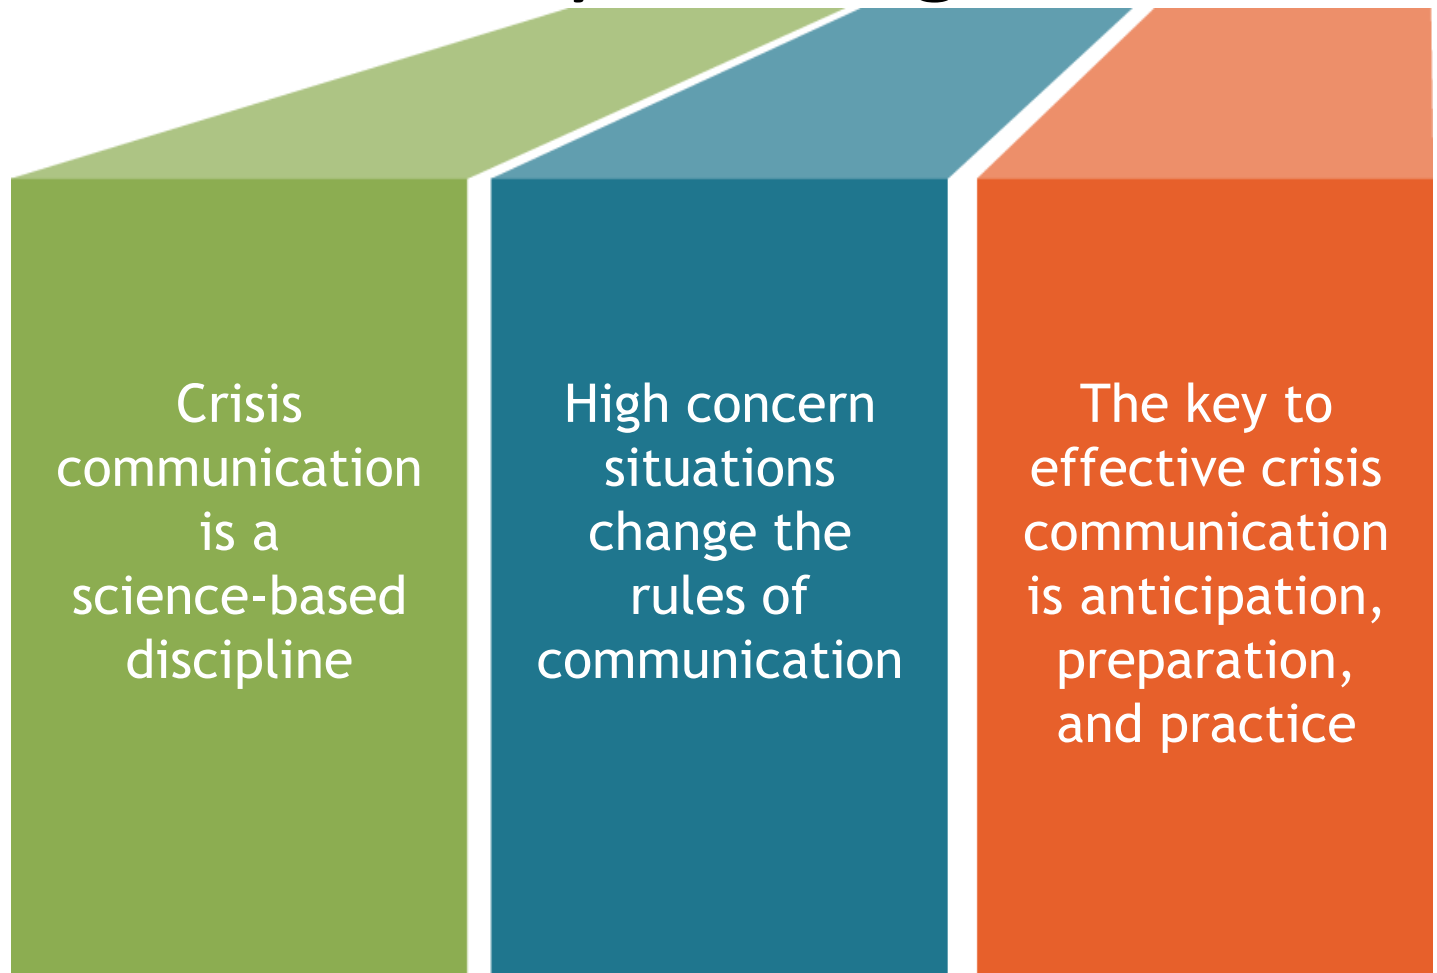 Crisis
communication
is a
science-based
discipline
High concern
situations
change the
rules of
communication
The key to
effective crisis
communication
is anticipation,
preparation,
and practice